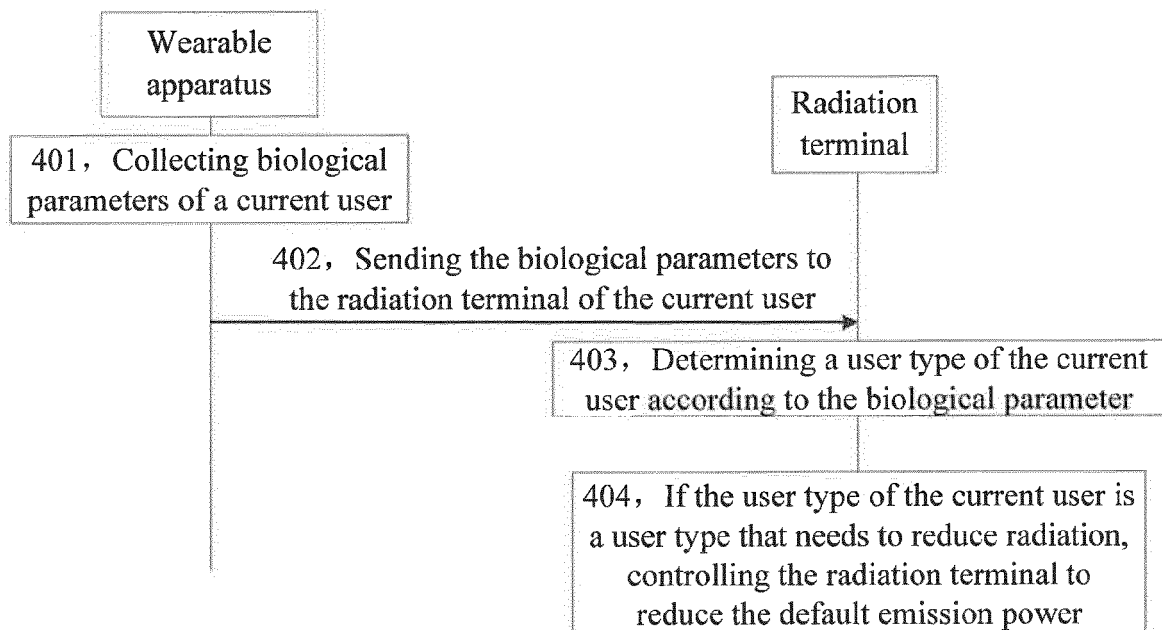 Wearable
apparatus
Radiation
terminal
401， Collecting biological
parameters of a current user
402， Sending the biological parameters to
the radiation terminal of the current user
403， Determining a user type of the current
user according to the biological parameter
404， If the user type of the current user is
a user type that needs to reduce radiation,
controlling the radiation terminal to
reduce the default emission power